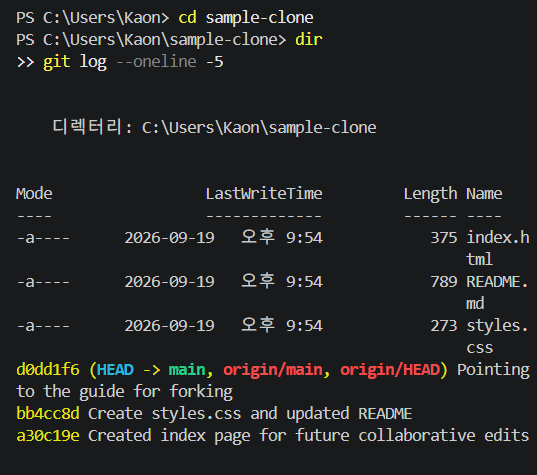 PS C:\Users\Kaon> cd sample-clone
PS C:\Users\Kaon\sample-clone> dir
>> git log --oneline -5
디렉터리: C:\Users\Kaon\sample-clone
Mode LastWriteTime Length Name
---- ------------- ------ ----
-a---- 2026-09-19 오후 9:54 375 index.h
tml
-a---- 2026-09-19 오후 9:54 789 README.
md
-a---- 2026-09-19 오후 9:54 273 styles.
css
d0dd1f6 (HEAD -> main, origin/main, origin/HEAD) Pointing
to the guide for forking
bb4cc8d Create styles.css and updated README
a30c19e Created index page for future collaborative edits